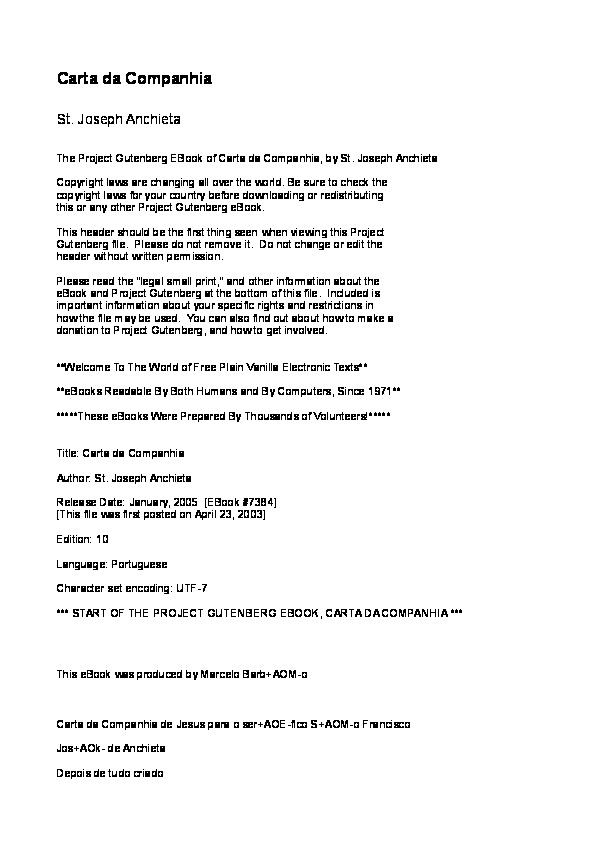 Carta da Companhia
St. Joseph Anchieta
The Project Gutenberg EBook of Carta da Companhia, by St. Joseph Anchieta
Copyright laws are changing all over the world. Be sure to check the
copyright laws for your country before downloading or redistributing
this or any other Project Gutenberg eBook.
This header should be the first thing seen when viewing this Project
Gutenberg file.  Please do not remove it.  Do not change or edit the
header without written permission.
Please read the "legal small print," and other information about the
eBook and Project Gutenberg at the bottom of this file.  Included is
important information about your specific rights and restrictions in
how the file may be used.  You can also find out about how to make a
donation to Project Gutenberg, and how to get involved.
**Welcome To The World of Free Plain Vanilla Electronic Texts**
**eBooks Readable By Both Humans and By Computers, Since 1971**
*****These eBooks Were Prepared By Thousands of Volunteers!*****
Title: Carta da Companhia
Author: St. Joseph Anchieta
Release Date: January, 2005  [EBook #7384]
[This file was first posted on April 23, 2003]
Edition: 10
Language: Portuguese
Character set encoding: UTF-7
*** START OF THE PROJECT GUTENBERG EBOOK, CARTA DA COMPANHIA ***
This eBook was produced by Marcelo Barb+AOM-o
Carta da Companhia de Jesus para o ser+AOE-fico S+AOM-o Francisco
Jos+AOk- de Anchieta
Depois de tudo criado